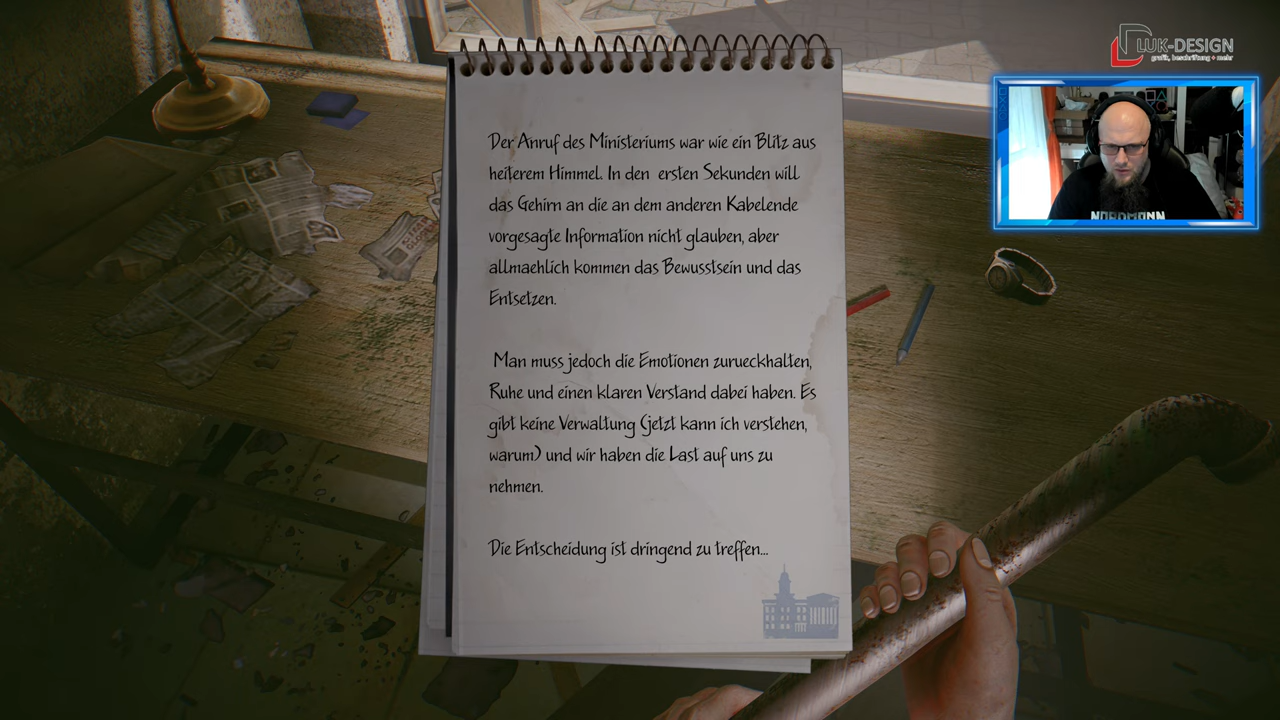 LUK-DESIGN
grafik, beschriftung + mehr
Der Anruf des Ministeriums war wie ein Blitz aus
heiterem Himmel. In den ersten Sekunden will
das Gehirn an die an dem anderen Kabelende
vorgesagte Information nicht glauben, aber
allmaehlich kommen das Bewusstsein und das
Entsetzen.
Man muss jedoch die Emotionen zurueckhalten,
Ruhe und einen klaren Verstand dabei haben. Es
gibt keine Verwaltung (jetzt kann ich verstehen,
warum) und wir haben die Last auf uns zu
nehmen.
Die Entscheidung ist dringend zu treffen...
NORDMANN